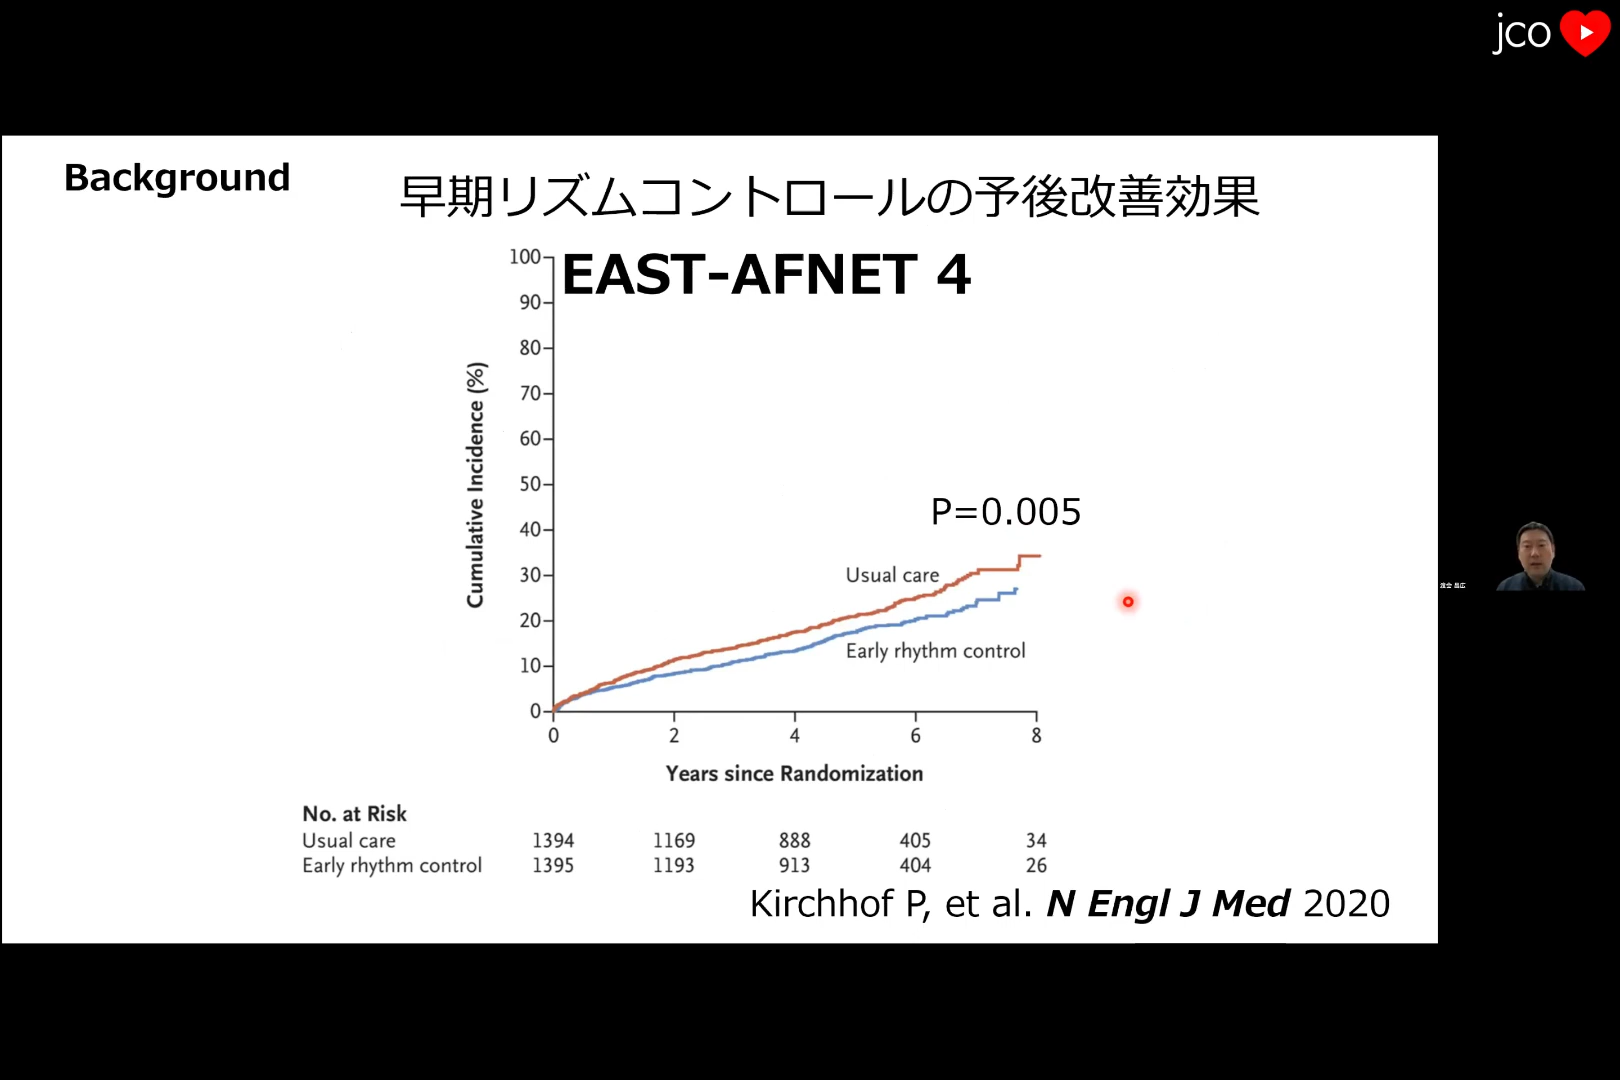 jco
Background
早期リズムコントロールの予後改善効果
EAST-AFNET 4
Cumulative Incidence (%)
100
90
80
70
60
50
40
30
20
10
0
P=0.005
Usual care
Early rhythm control
0 2 4 6 8
Years since Randomization
No. at Risk
Usual care 1394 1169 888 405 34
Early rhythm control 1395 1193 913 404 26
Kirchhof P, et al. N Engl J Med 2020